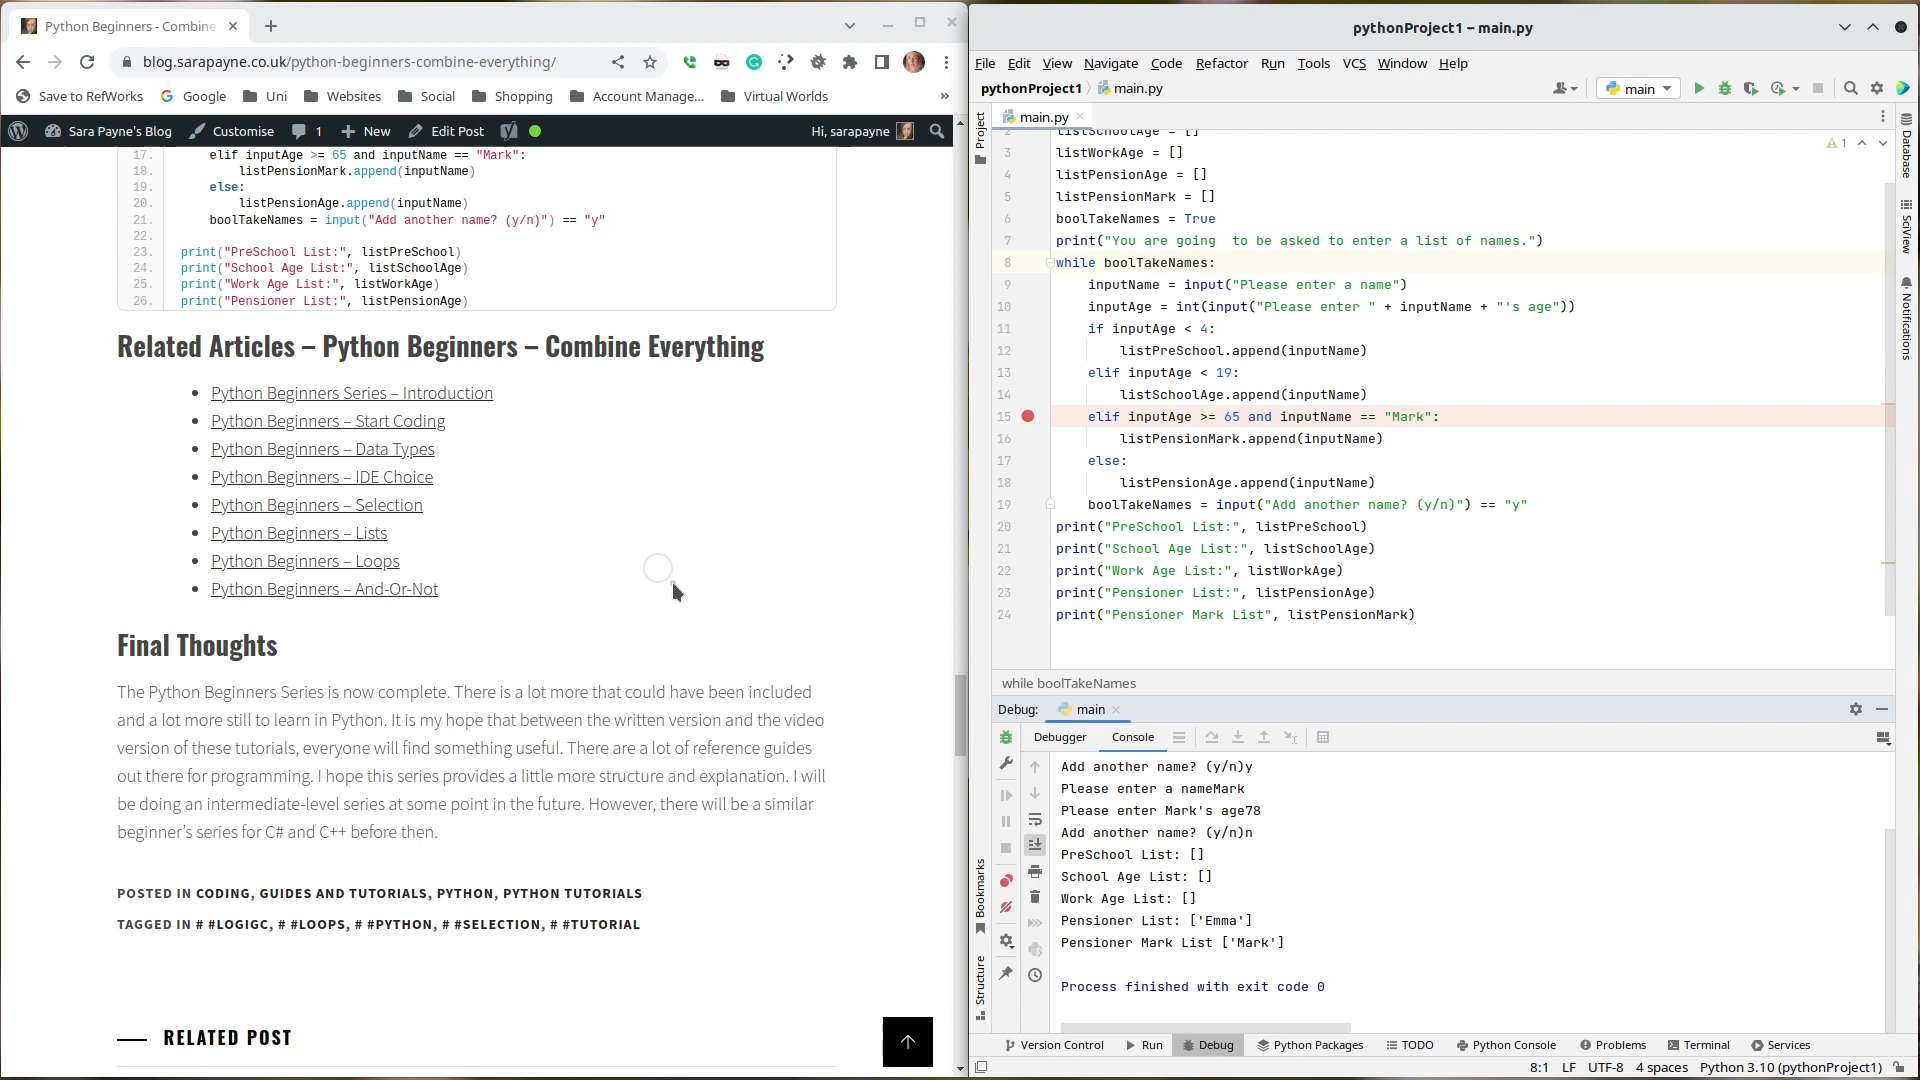 Python Beginners - Combine
blog.sarapayne.co.uk/python-beginners-combine-everything/
Save to RefWorks
Google
Uni
Websites
Social
Shopping
Account Manage...
Virtual Worlds
»
Sara Payne's Blog
Customise
1
New
Edit Post
Hi, sarapayne
17. elif inputAge >= 65 and inputName == "Mark":
18. listPensionMark.append(inputName)
19. else:
20. listPensionAge.append(inputName)
21. boolTakeNames = input("Add another name? (y/n)") == "y"
22.
23. print("PreSchool List:", listPreSchool)
24. print("School Age List:", listSchoolAge)
25. print("Work Age List:", listWorkAge)
26. print("Pensioner List:", listPensionAge)
Related Articles – Python Beginners – Combine Everything
• Python Beginners Series – Introduction
• Python Beginners – Start Coding
• Python Beginners – Data Types
• Python Beginners – IDE Choice
• Python Beginners – Selection
• Python Beginners – Lists
• Python Beginners – Loops
• Python Beginners – And-Or-Not
Final Thoughts
The Python Beginners Series is now complete. There is a lot more that could have been included
and a lot more still to learn in Python. It is my hope that between the written version and the video
version of these tutorials, everyone will find something useful. There are a lot of reference guides
out there for programming. I hope this series provides a little more structure and explanation. I will
be doing an intermediate-level series at some point in the future. However, there will be a similar
beginner's series for C# and C++ before then.
POSTED IN CODING, GUIDES AND TUTORIALS, PYTHON, PYTHON TUTORIALS
TAGGED IN # #LOGIGC, # #LOOPS, # #PYTHON, # #SELECTION, # #TUTORIAL
RELATED POST
pythonProject1 – main.py
File Edit View Navigate Code Refactor Run Tools VCS Window Help
pythonProject1
main.py
main
Project
main.py
1
Database
SciView
Notifications
2 listSchoolAge = []
3 listWorkAge = []
4 listPensionAge = []
5 listPensionMark = []
6 boolTakeNames = True
7 print("You are going  to be asked to enter a list of names.")
8 while boolTakeNames:
9 inputName = input("Please enter a name")
10 inputAge = int(input("Please enter " + inputName + "'s age"))
11 if inputAge < 4:
12 listPreSchool.append(inputName)
13 elif inputAge < 19:
14 listSchoolAge.append(inputName)
15 elif inputAge >= 65 and inputName == "Mark":
16 listPensionMark.append(inputName)
17 else:
18 listPensionAge.append(inputName)
19 boolTakeNames = input("Add another name? (y/n)") == "y"
20 print("PreSchool List:", listPreSchool)
21 print("School Age List:", listSchoolAge)
22 print("Work Age List:", listWorkAge)
23 print("Pensioner List:", listPensionAge)
24 print("Pensioner Mark List", listPensionMark)
while boolTakeNames
Debug:
main
Debugger
Console
Bookmarks
Structure
Add another name? (y/n)y
Please enter a nameMark
Please enter Mark's age78
Add another name? (y/n)n
PreSchool List: []
School Age List: []
Work Age List: []
Pensioner List: ['Emma']
Pensioner Mark List ['Mark']
Process finished with exit code 0
Version Control
Run
Debug
Python Packages
TODO
Python Console
Problems
Terminal
Services
8:1
LF
UTF-8
4 spaces
Python 3.10 (pythonProject1)